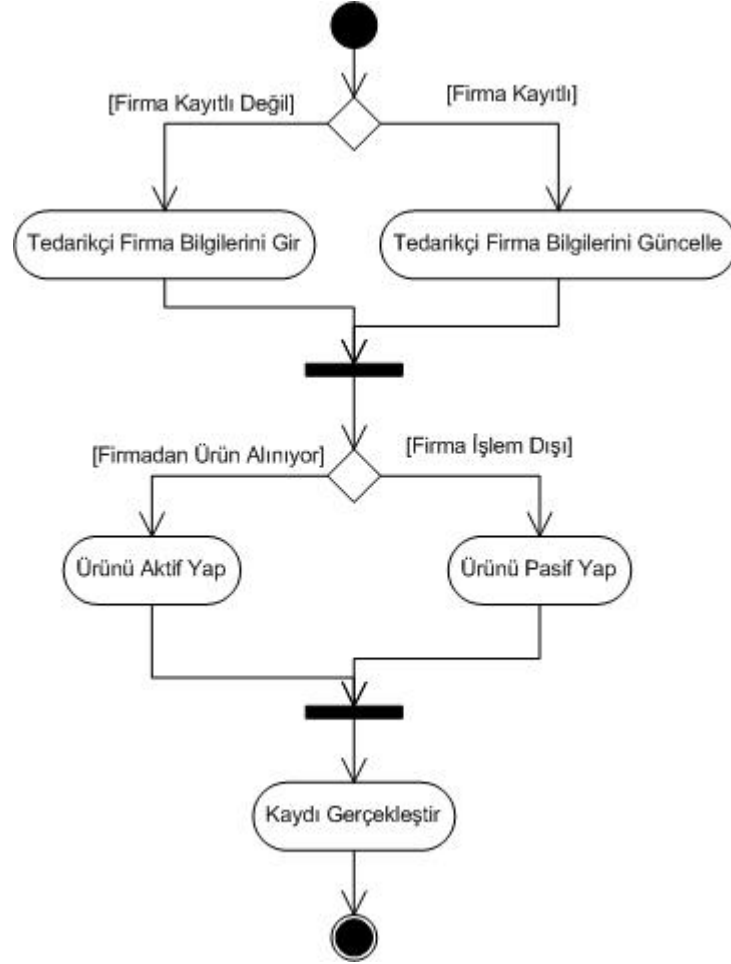 [Firma Kayıtlı Değil]
[Firma Kayıtlı]
Tedarikçi Firma Bilgilerini Gir
Tedarikçi Firma Bilgilerini Güncelle
[Firmadan Ürün Alınıyor]
[Firma İşlem Dışı]
Ürünü Aktif Yap
Ürünü Pasif Yap
Kaydı Gerçekleştir